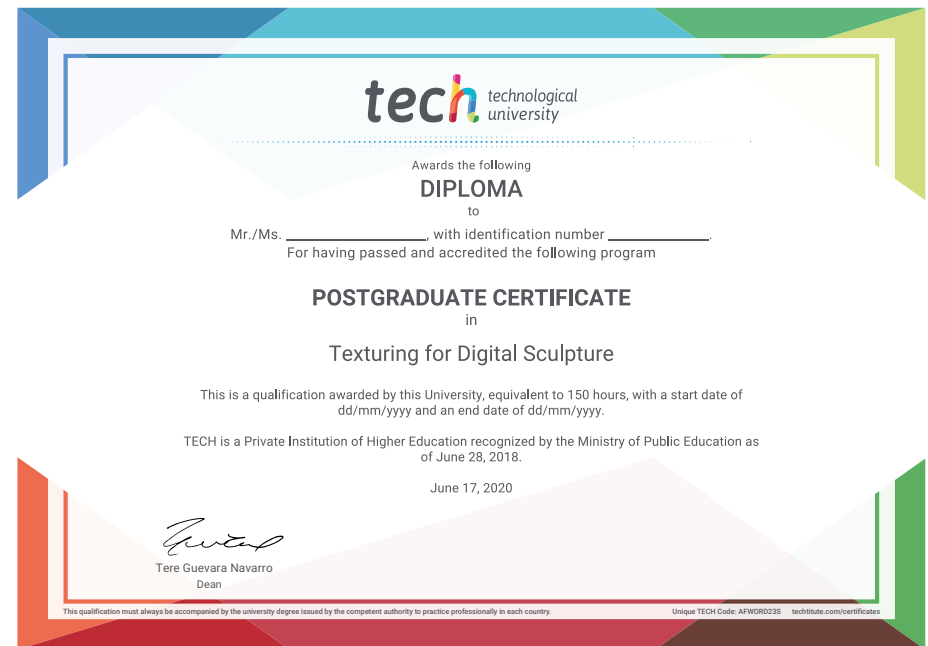 tech technological
university
Awards the following
DIPLOMA
to
Mr./Ms. ____________________, with identification number ______________.
For having passed and accredited the following program
POSTGRADUATE CERTIFICATE
in
Texturing for Digital Sculpture
This is a qualification awarded by this University, equivalent to 150 hours, with a start date of
dd/mm/yyyy and an end date of dd/mm/yyyy.
TECH is a Private Institution of Higher Education recognized by the Ministry of Public Education as
of June 28, 2018.
June 17, 2020
Tere Guevara Navarro
Dean
This qualification must always be accompanied by the university degree issued by the competent authority to practice professionally in each country. Unique TECH Code: AFWORD23S techtitute.com/certificates